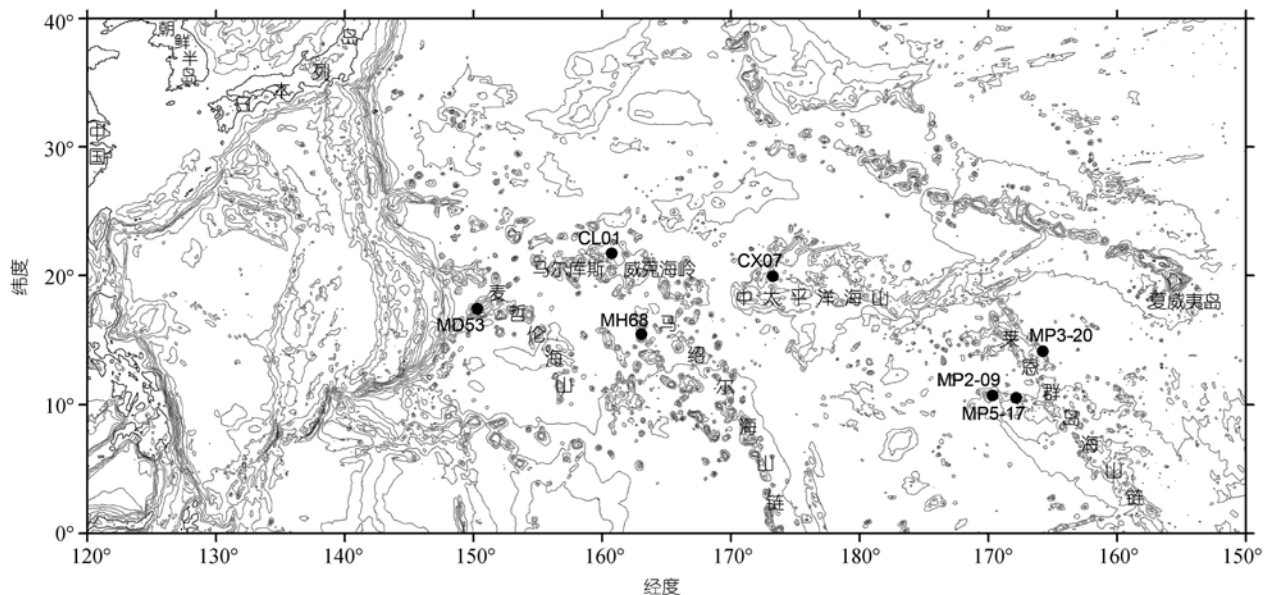 40°
30°
20°
10°
0°
纬度
120°
130°
140°
150°
160°
170°
180°
170°
160°
150°
经度
朝鲜半岛
日本列岛
中国
CL01
马尔库斯 威克海岭
CX07
中太平洋海山
夏威夷岛
MD53
麦哲伦海山
MH68
马绍尔海山链
MP3-20
MP2-09
MP5-17
莱恩群岛海山链